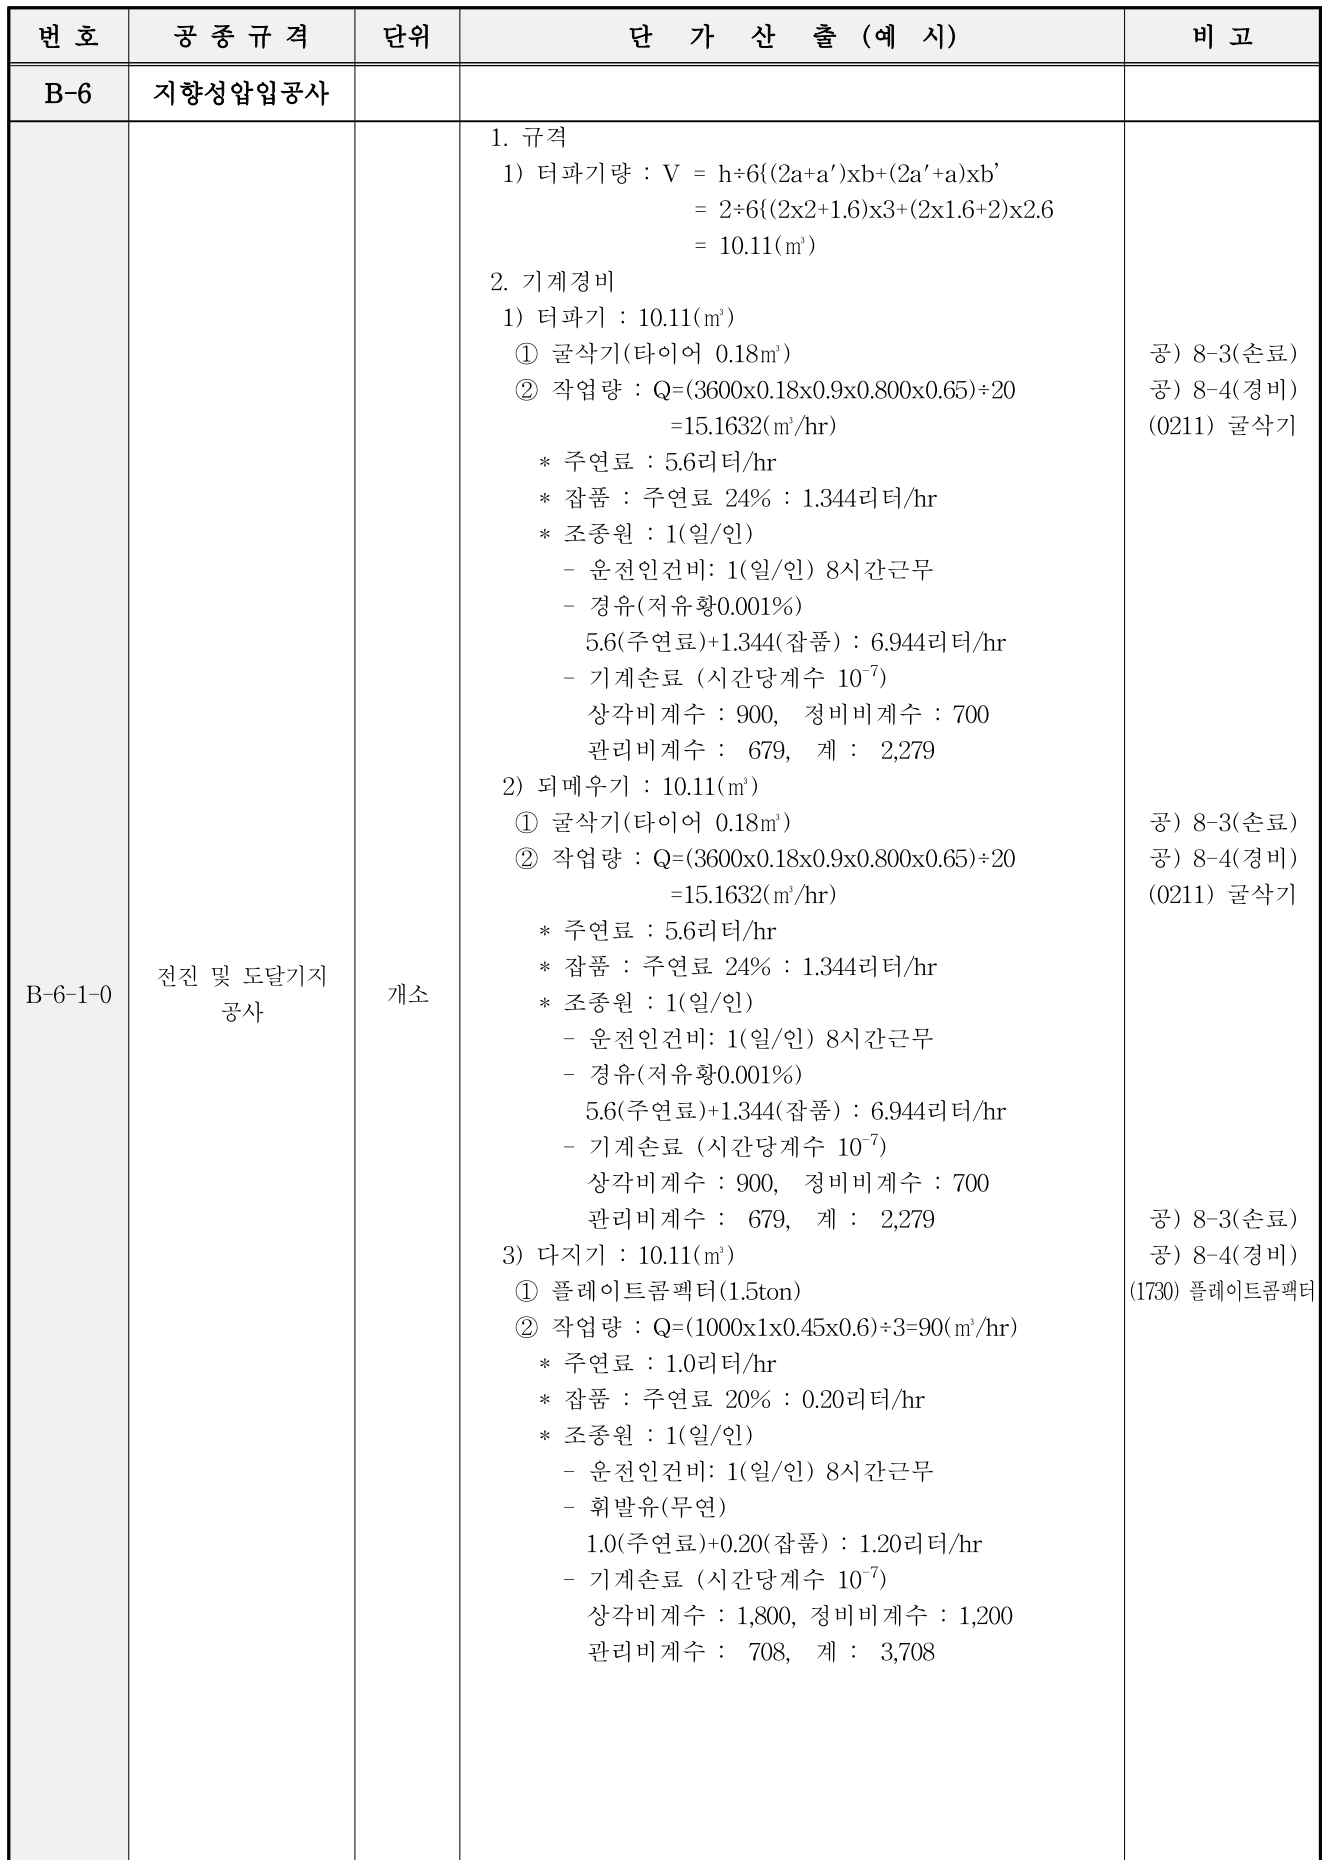 번 호 공 종 규 격 단위 단 가 산 출 (예 시) 비 고
B-6 지향성압입공사
1. 규격
1) 터파기량 : V = h÷6{(2a+a′)xb+(2a′+a)xb’
= 2÷6{(2x2+1.6)x3+(2x1.6+2)x2.6
= 10.11(㎥)
2. 기계경비
1) 터파기 : 10.11(㎥)
① 굴삭기(타이어 0.18㎥) 공) 8-3(손료)
② 작업량 : Q=(3600x0.18x0.9x0.800x0.65)÷20 공) 8-4(경비)
=15.1632(㎥/hr) (0211) 굴삭기
* 주연료 : 5.6리터/hr
* 잡품 : 주연료 24% : 1.344리터/hr
* 조종원 : 1(일/인)
- 운전인건비: 1(일/인) 8시간근무
- 경유(저유황0.001%)
5.6(주연료)+1.344(잡품) : 6.944리터/hr
- 기계손료 (시간당계수 10⁻⁷)
상각비계수 : 900, 정비비계수 : 700
관리비계수 : 679, 계 : 2,279
2) 되메우기 : 10.11(㎥)
① 굴삭기(타이어 0.18㎥) 공) 8-3(손료)
② 작업량 : Q=(3600x0.18x0.9x0.800x0.65)÷20 공) 8-4(경비)
=15.1632(㎥/hr) (0211) 굴삭기
* 주연료 : 5.6리터/hr
* 잡품 : 주연료 24% : 1.344리터/hr
B-6-1-0 전진 및 도달기지
공사 개소
* 조종원 : 1(일/인)
- 운전인건비: 1(일/인) 8시간근무
- 경유(저유황0.001%)
5.6(주연료)+1.344(잡품) : 6.944리터/hr
- 기계손료 (시간당계수 10⁻⁷)
상각비계수 : 900, 정비비계수 : 700
관리비계수 : 679, 계 : 2,279 공) 8-3(손료)
3) 다지기 : 10.11(㎥) 공) 8-4(경비)
① 플레이트콤펙터(1.5ton) (1730) 플레이트콤팩터
② 작업량 : Q=(1000x1x0.45x0.6)÷3=90(㎥/hr)
* 주연료 : 1.0리터/hr
* 잡품 : 주연료 20% : 0.20리터/hr
* 조종원 : 1(일/인)
- 운전인건비: 1(일/인) 8시간근무
- 휘발유(무연)
1.0(주연료)+0.20(잡품) : 1.20리터/hr
- 기계손료 (시간당계수 10⁻⁷)
상각비계수 : 1,800, 정비비계수 : 1,200
관리비계수 : 708, 계 : 3,708